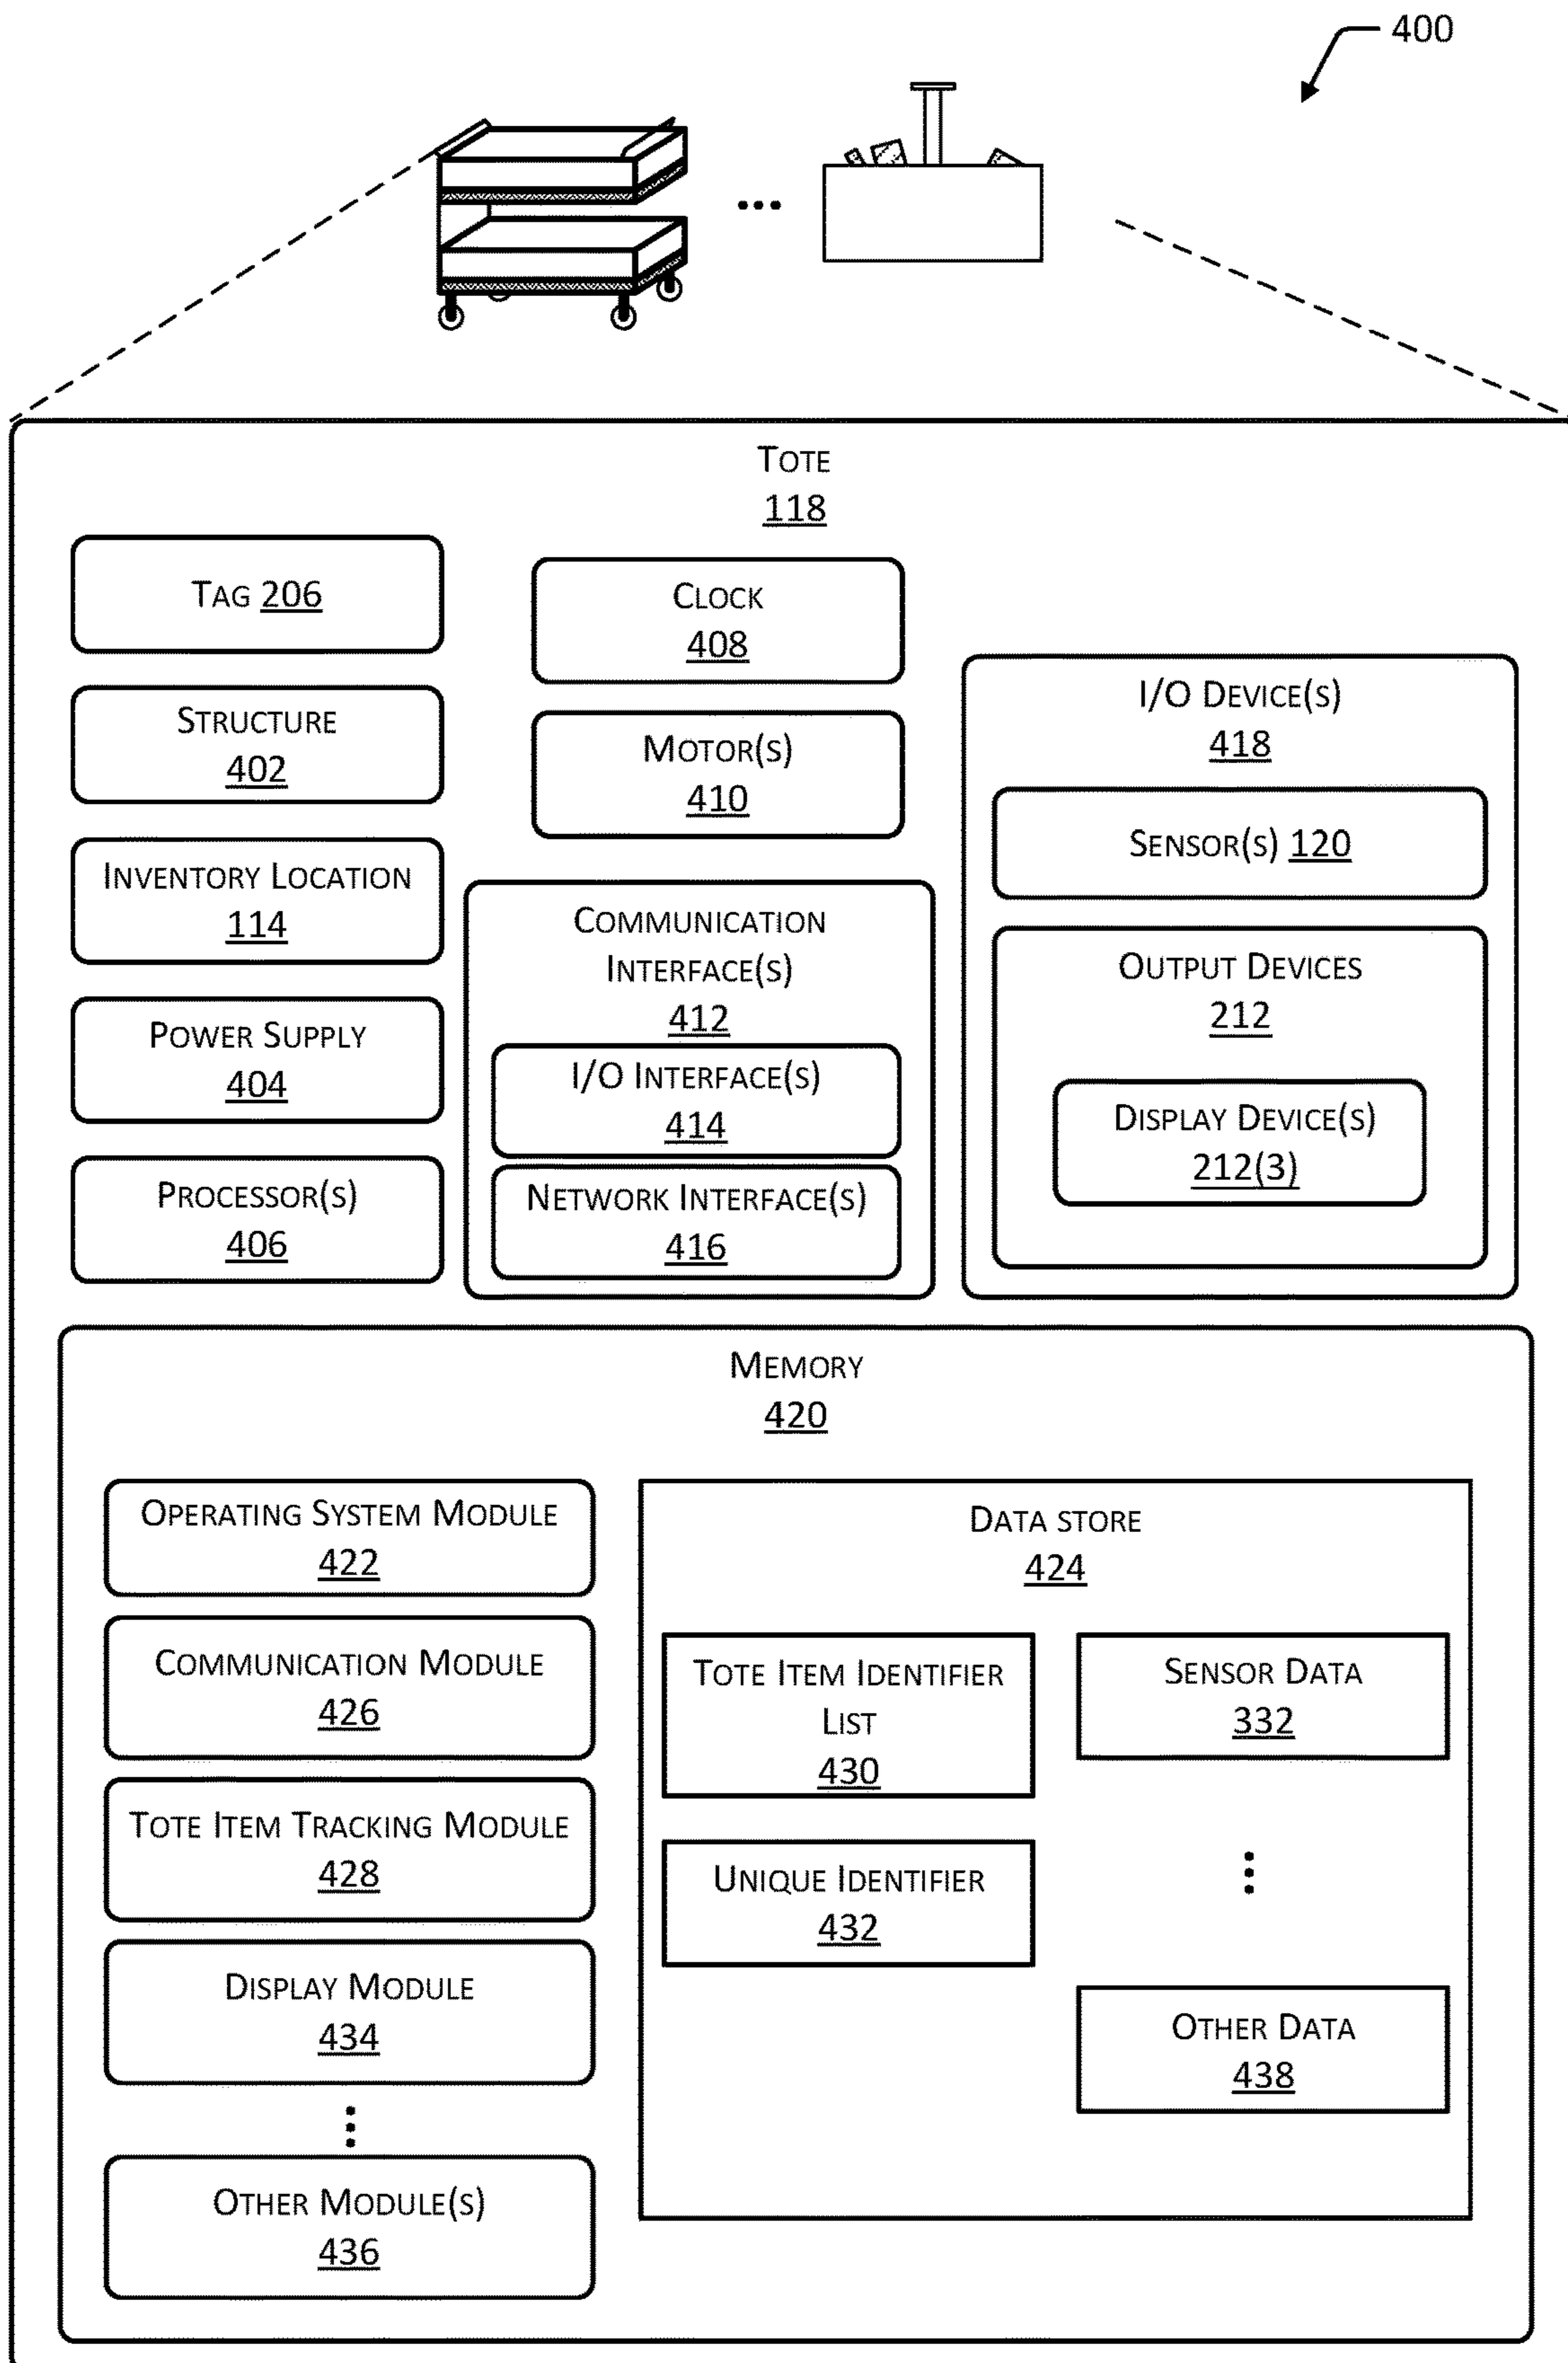 400
TOTE
118
TAG 206
STRUCTURE
402
INVENTORY LOCATION
114
POWER SUPPLY
404
PROCESSOR(S)
406
CLOCK
408
MOTOR(S)
410
COMMUNICATION
INTERFACE(S)
412
I/O INTERFACE(S)
414
NETWORK INTERFACE(S)
416
I/O DEVICE(S)
418
SENSOR(S) 120
OUTPUT DEVICES
212
DISPLAY DEVICE(S)
212(3)
MEMORY
420
OPERATING SYSTEM MODULE
422
COMMUNICATION MODULE
426
TOTE ITEM TRACKING MODULE
428
DISPLAY MODULE
434
OTHER MODULE(S)
436
DATA STORE
424
TOTE ITEM IDENTIFIER
LIST
430
UNIQUE IDENTIFIER
432
SENSOR DATA
332
OTHER DATA
438